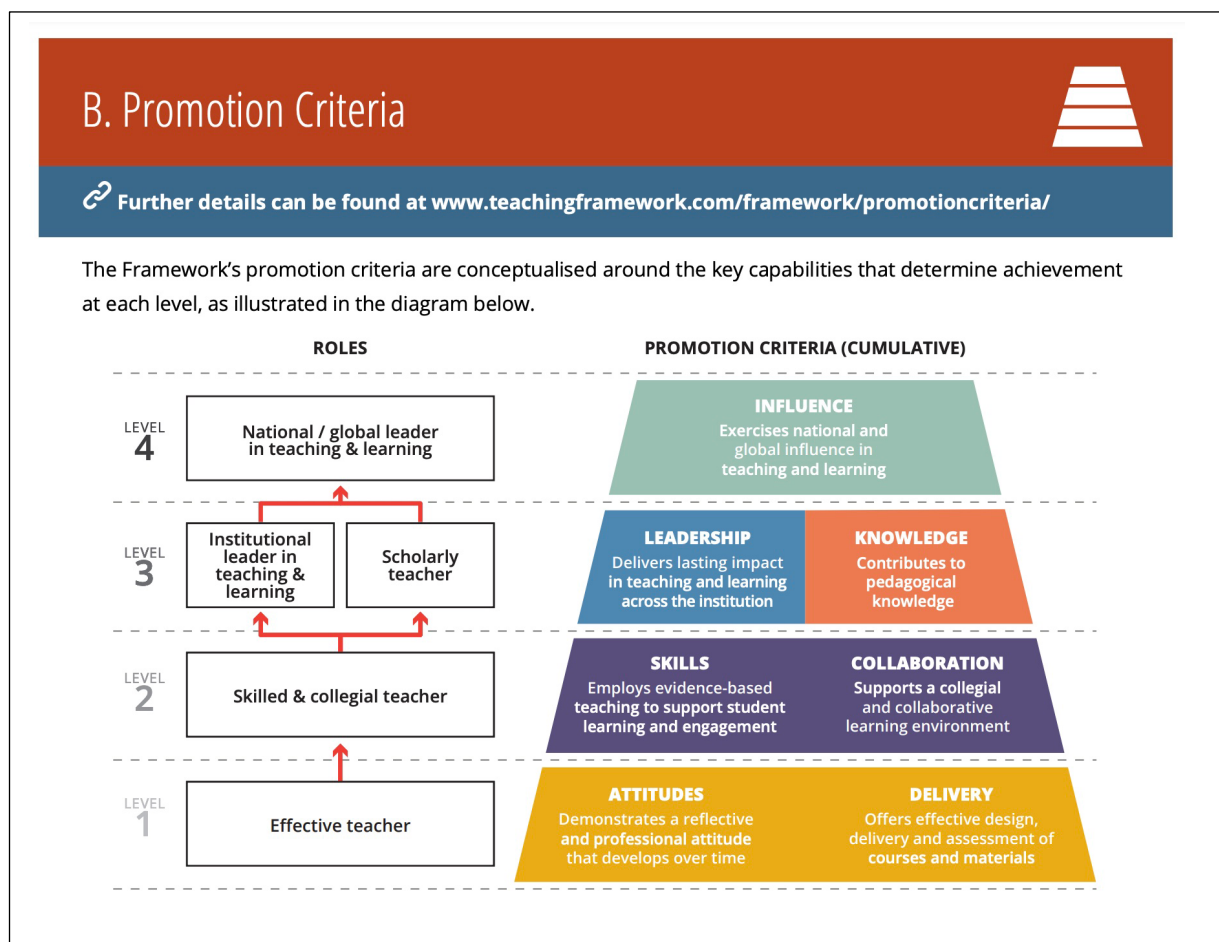 B. Promotion Criteria
Further details can be found at www.teachingframework.com/framework/promotioncriteria/
The Framework’s promotion criteria are conceptualised around the key capabilities that determine achievement
at each level, as illustrated in the diagram below.
ROLES
PROMOTION CRITERIA (CUMULATIVE)
LEVEL
4
National / global leader
in teaching & learning
INFLUENCE
Exercises national and
global influence in
teaching and learning
LEVEL
3
Institutional
leader in
teaching &
learning
Scholarly
teacher
LEADERSHIP
Delivers lasting impact
in teaching and learning
across the institution
KNOWLEDGE
Contributes to
pedagogical
knowledge
LEVEL
2
Skilled & collegial teacher
SKILLS
Employs evidence-based
teaching to support student
learning and engagement
COLLABORATION
Supports a collegial
and collaborative
learning environment
LEVEL
1
Effective teacher
ATTITUDES
Demonstrates a reflective
and professional attitude
that develops over time
DELIVERY
Offers effective design,
delivery and assessment of
courses and materials